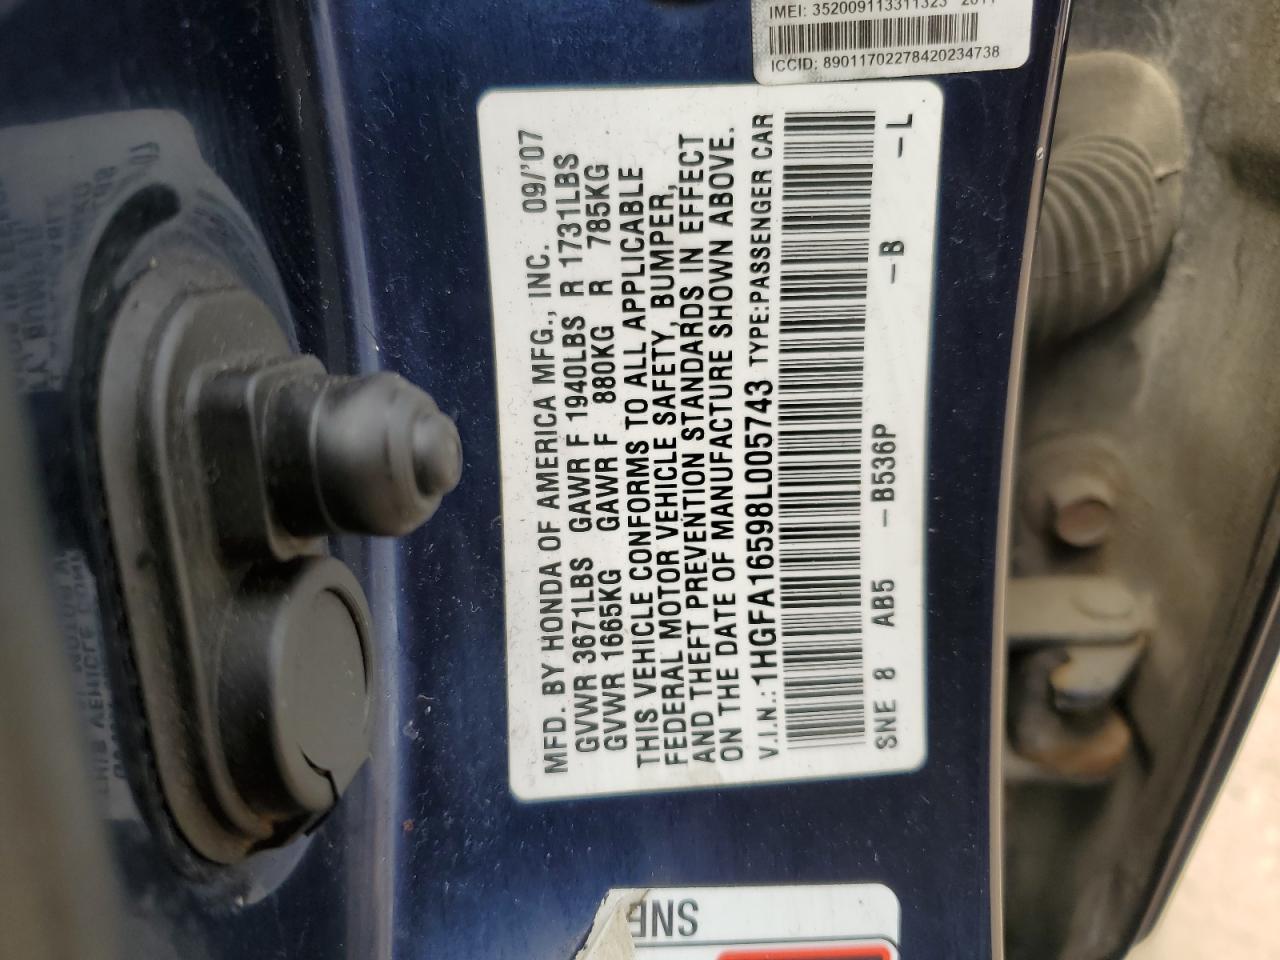 IMEI: 352009113311323
ICCID: 89011702278420234738
MFD. BY HONDA OF AMERICA MFG., INC. 09/'07
GVWR 3671LBS GAWR F 1940LBS R 1731LBS
GVWR 1665KG GAWR F 880KG R 785KG
THIS VEHICLE CONFORMS TO ALL APPLICABLE
FEDERAL MOTOR VEHICLE SAFETY, BUMPER,
AND THEFT PREVENTION STANDARDS IN EFFECT
ON THE DATE OF MANUFACTURE SHOWN ABOVE.
V.I.N.: 1HGFA16598L005743 TYPE:PASSENGER CAR
SNE 8 AB5 -B536P -B -L
SNE